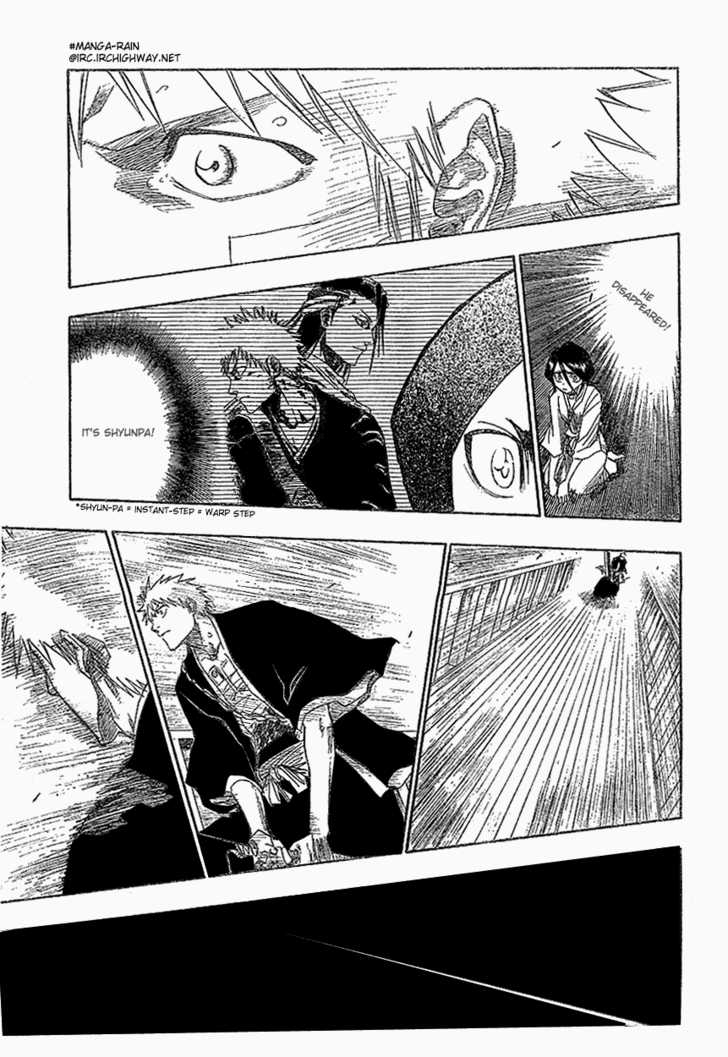 #MANGA-RAIN
@IRC.IRCHIGHWAY.NET
HE
DISAPPEARED!
IT'S SHYUNPA!
*SHYUN-PA = INSTANT-STEP = WARP STEP